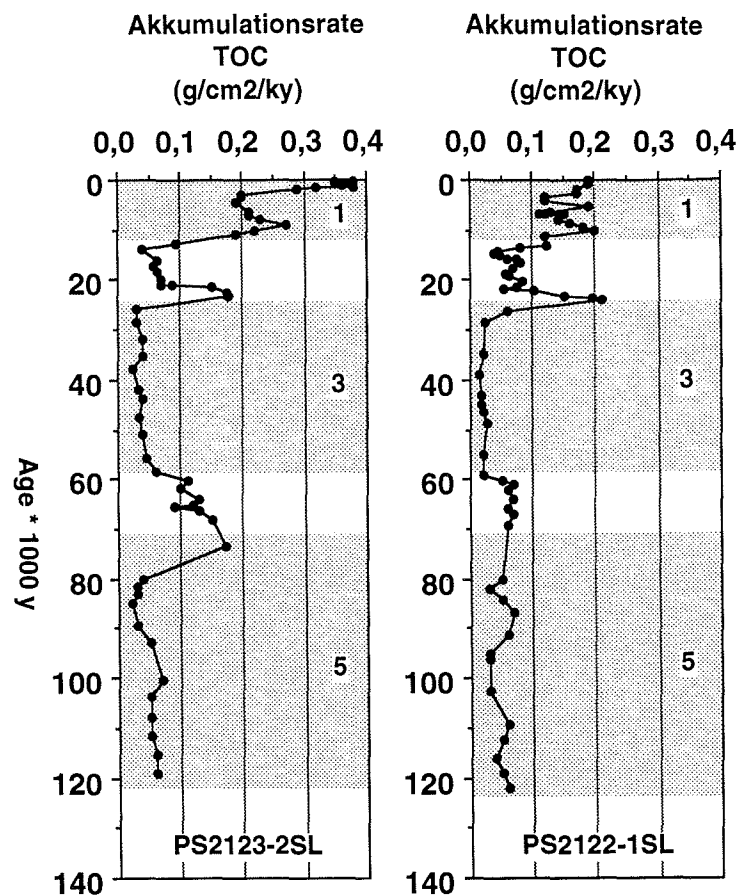 Akkumulationsrate
TOC
(g/cm2/ky)
0,0 0,1 0,2 0,3 0,4
Age * 1000 y
0
20
40
60
80
100
120
140
1
3
5
PS2123-2SL
Akkumulationsrate
TOC
(g/cm2/ky)
0,0 0,1 0,2 0,3 0,4
0
20
40
60
80
100
120
140
1
3
5
PS2122-1SL